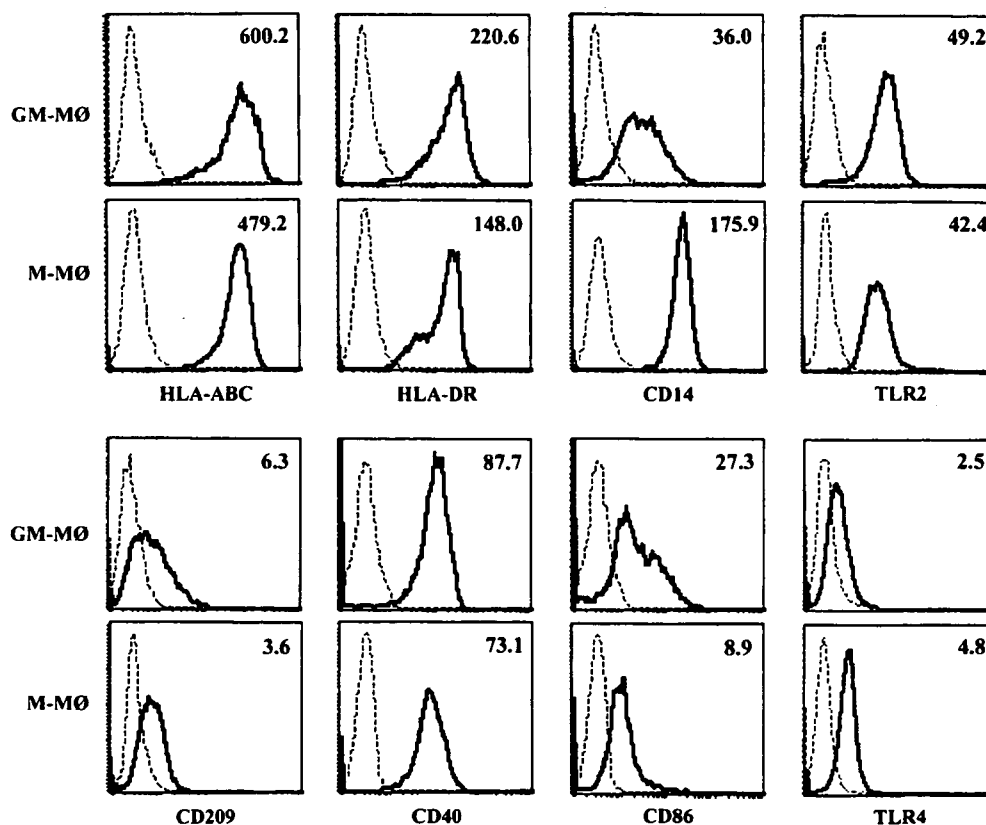 600.2 220.6 36.0 49.2
GM-MØ
479.2 148.0 175.9 42.4
M-MØ
HLA-ABC HLA-DR CD14 TLR2
6.3 87.7 27.3 2.5
GM-MØ
3.6 73.1 8.9 4.8
M-MØ
CD209 CD40 CD86 TLR4